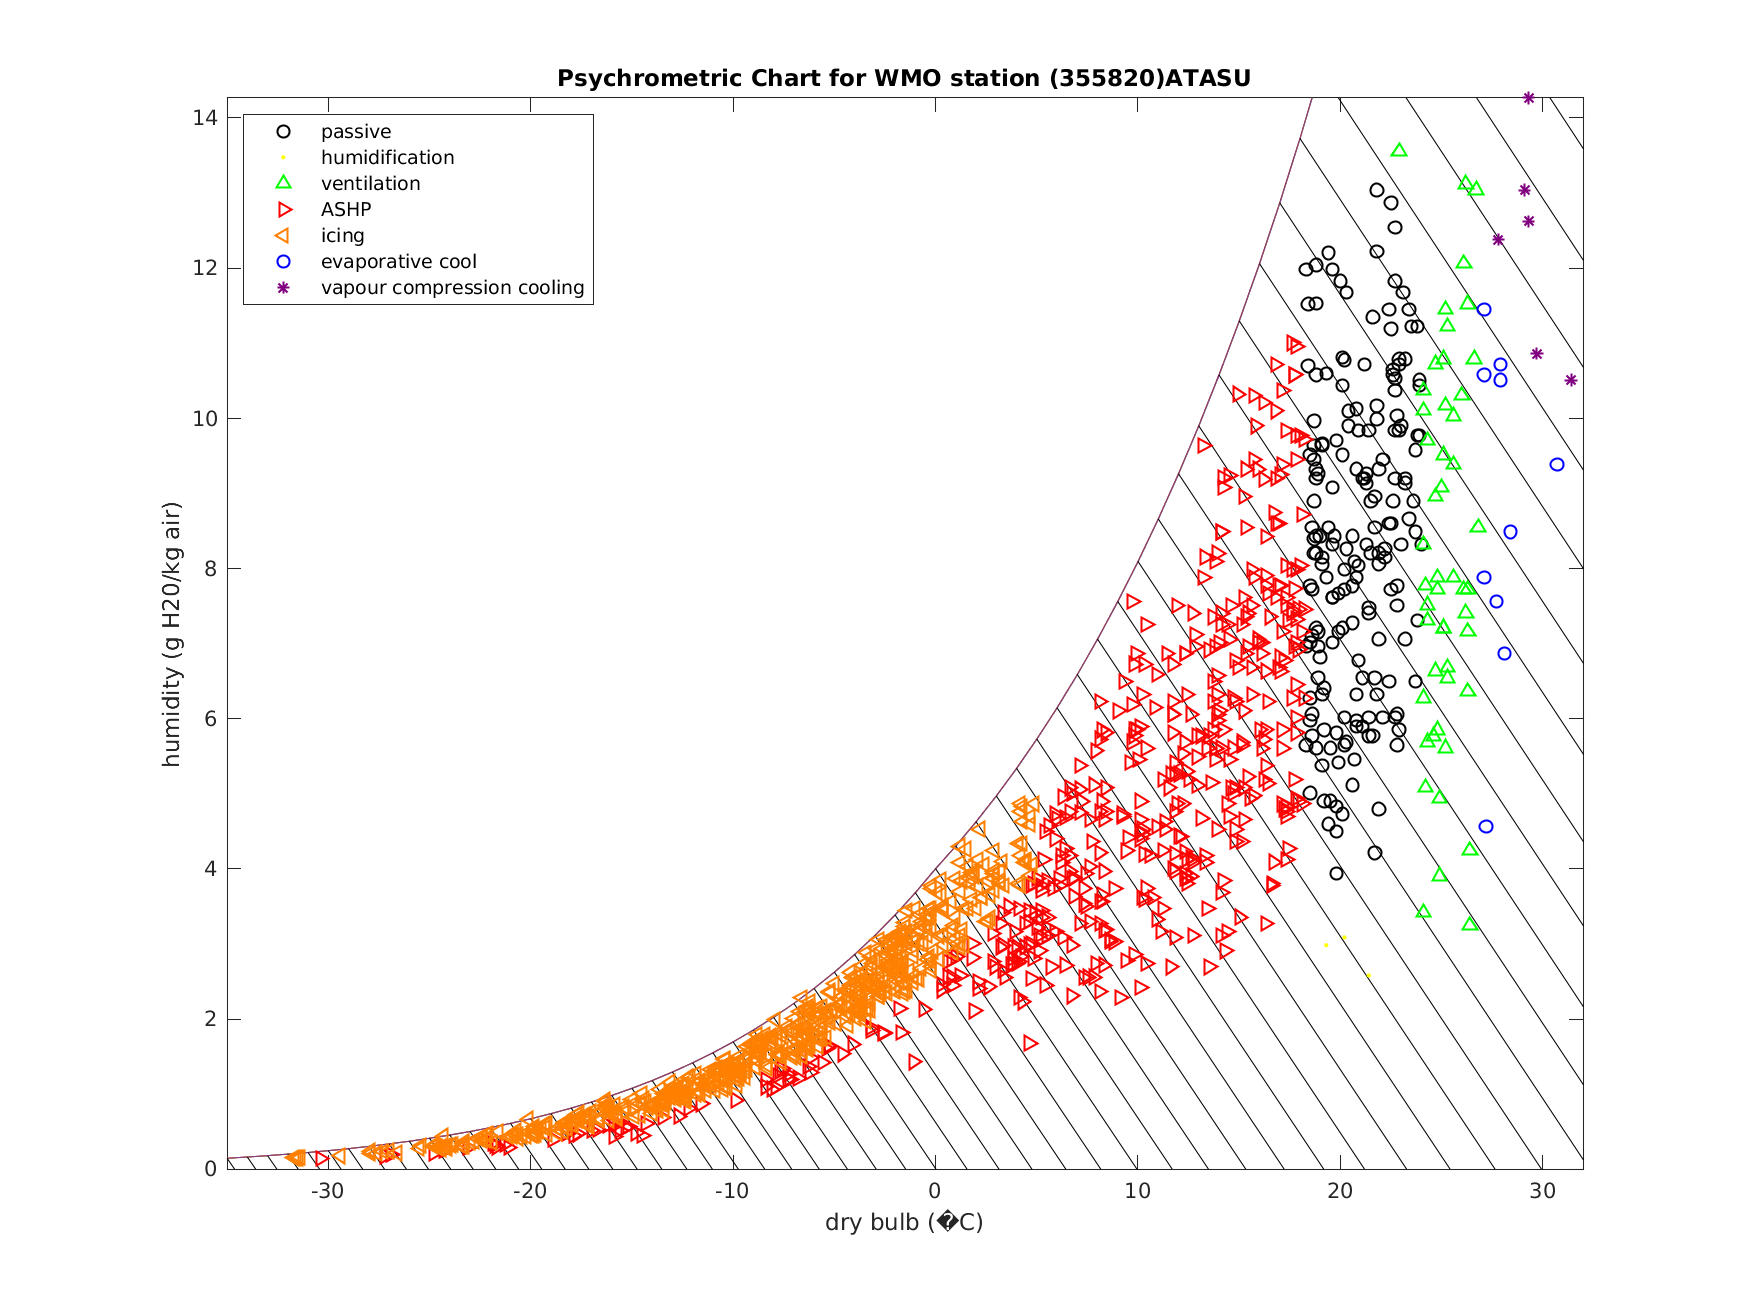 Psychrometric Chart for WMO station (355820)ATASU
passive
humidification
ventilation
ASHP
icing
evaporative cool
vapour compression cooling
humidity (g H20/kg air)
14
12
10
8
6
4
2
0
-30
-20
-10
0
10
20
30
dry bulb (�C)